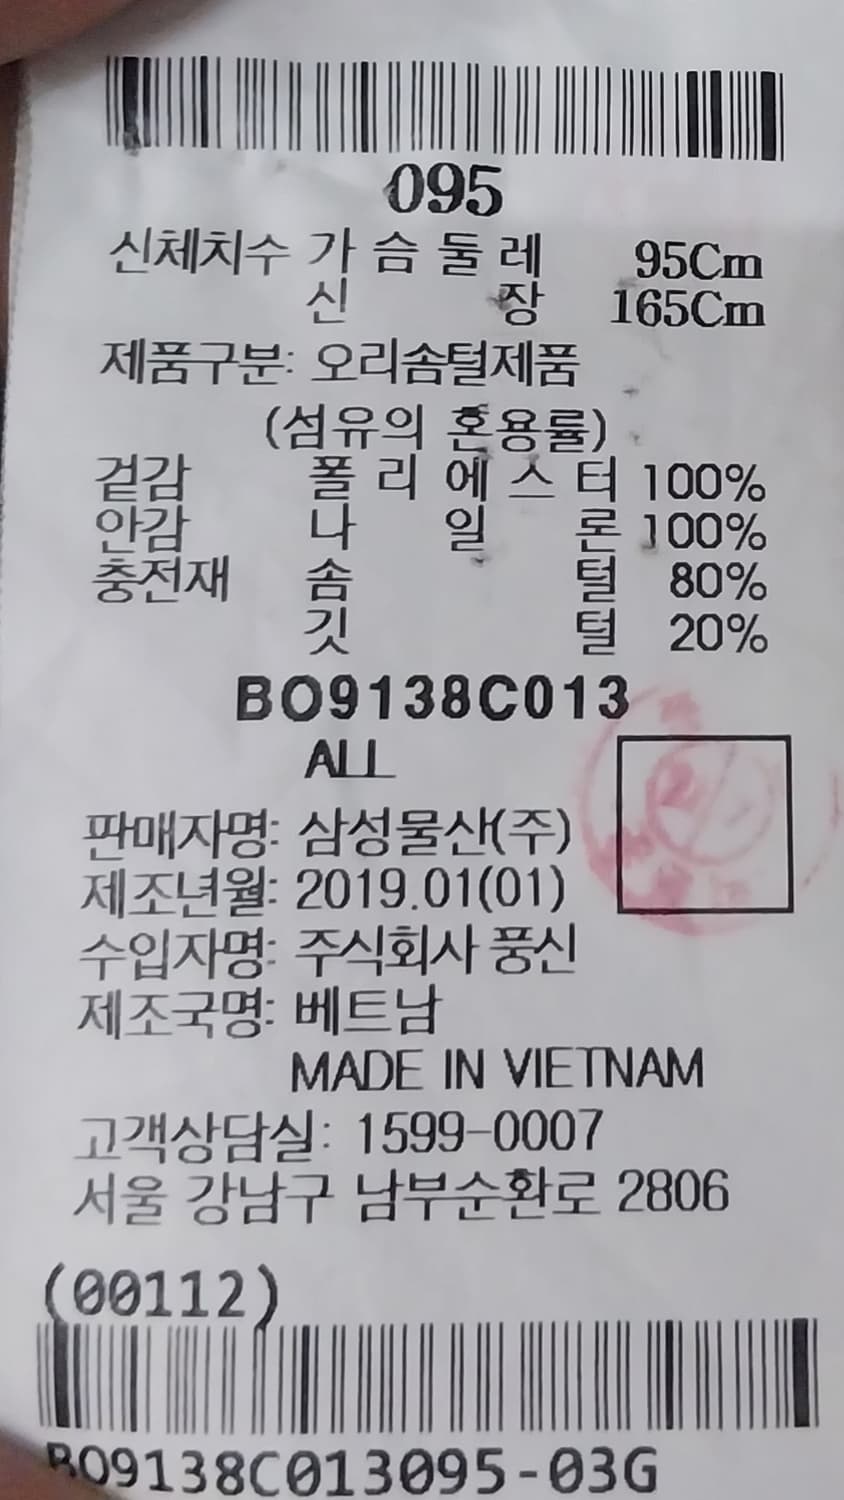 095
신체치수 가 슴 둘 레 95Cm
신 장 165Cm
제품구분: 오리솜털제품
(섬유의 혼용률)
겉감 폴 리 에 스 터 100%
안감 나 일 론 100%
충전재 솜 털 80%
깃 털 20%
BO9138C013
ALL
판매자명: 삼성물산(주)
제조년월: 2019.01(01)
수입자명: 주식회사 풍신
제조국명: 베트남
MADE IN VIETNAM
고객상담실: 1599-0007
서울 강남구 남부순환로 2806
(00112)
BO9138C013095-03G